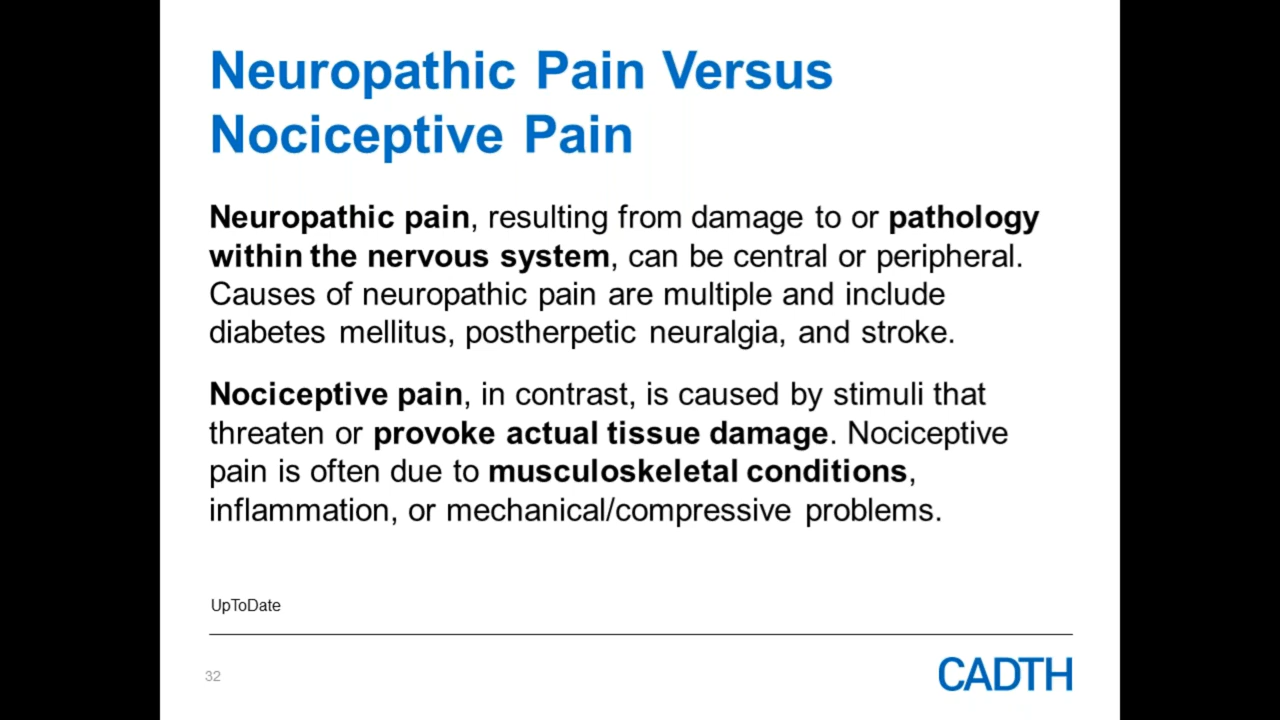 Neuropathic Pain Versus
Nociceptive Pain
Neuropathic pain, resulting from damage to or pathology
within the nervous system, can be central or peripheral.
Causes of neuropathic pain are multiple and include
diabetes mellitus, postherpetic neuralgia, and stroke.
Nociceptive pain, in contrast, is caused by stimuli that
threaten or provoke actual tissue damage. Nociceptive
pain is often due to musculoskeletal conditions,
inflammation, or mechanical/compressive problems.
UpToDate
32
CADTH